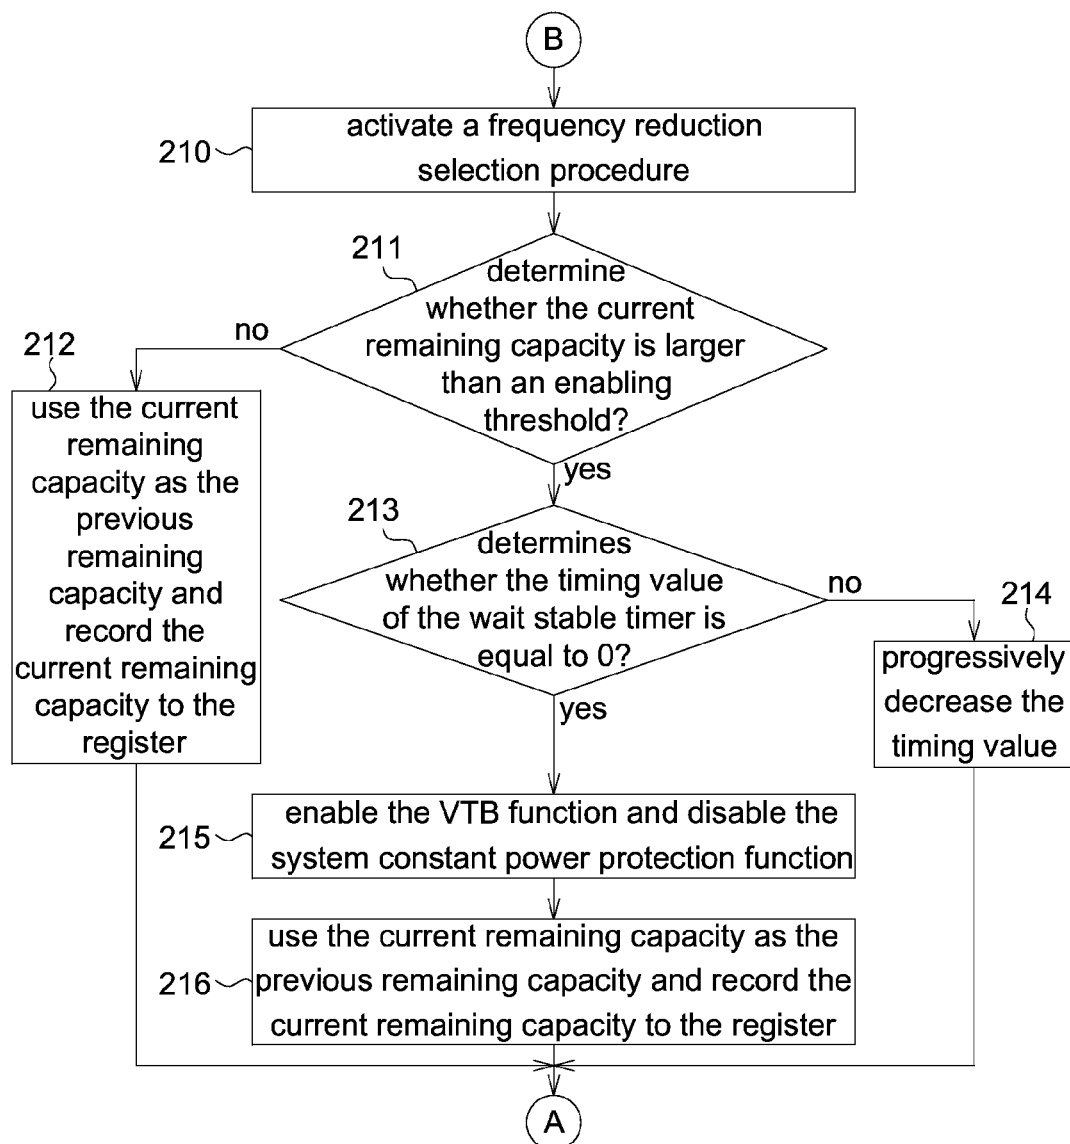 B
210
activate a frequency reduction
selection procedure
211
determine
whether the current
remaining capacity is larger
than an enabling
threshold?
no
yes
212
use the current
remaining
capacity as the
previous
remaining
capacity and
record the
current remaining
capacity to the
register
213
determines
whether the timing value
of the wait stable timer is
equal to 0?
no
yes
214
progressively
decrease the
timing value
215
enable the VTB function and disable the
system constant power protection function
216
use the current remaining capacity as the
previous remaining capacity and record the
current remaining capacity to the register
A